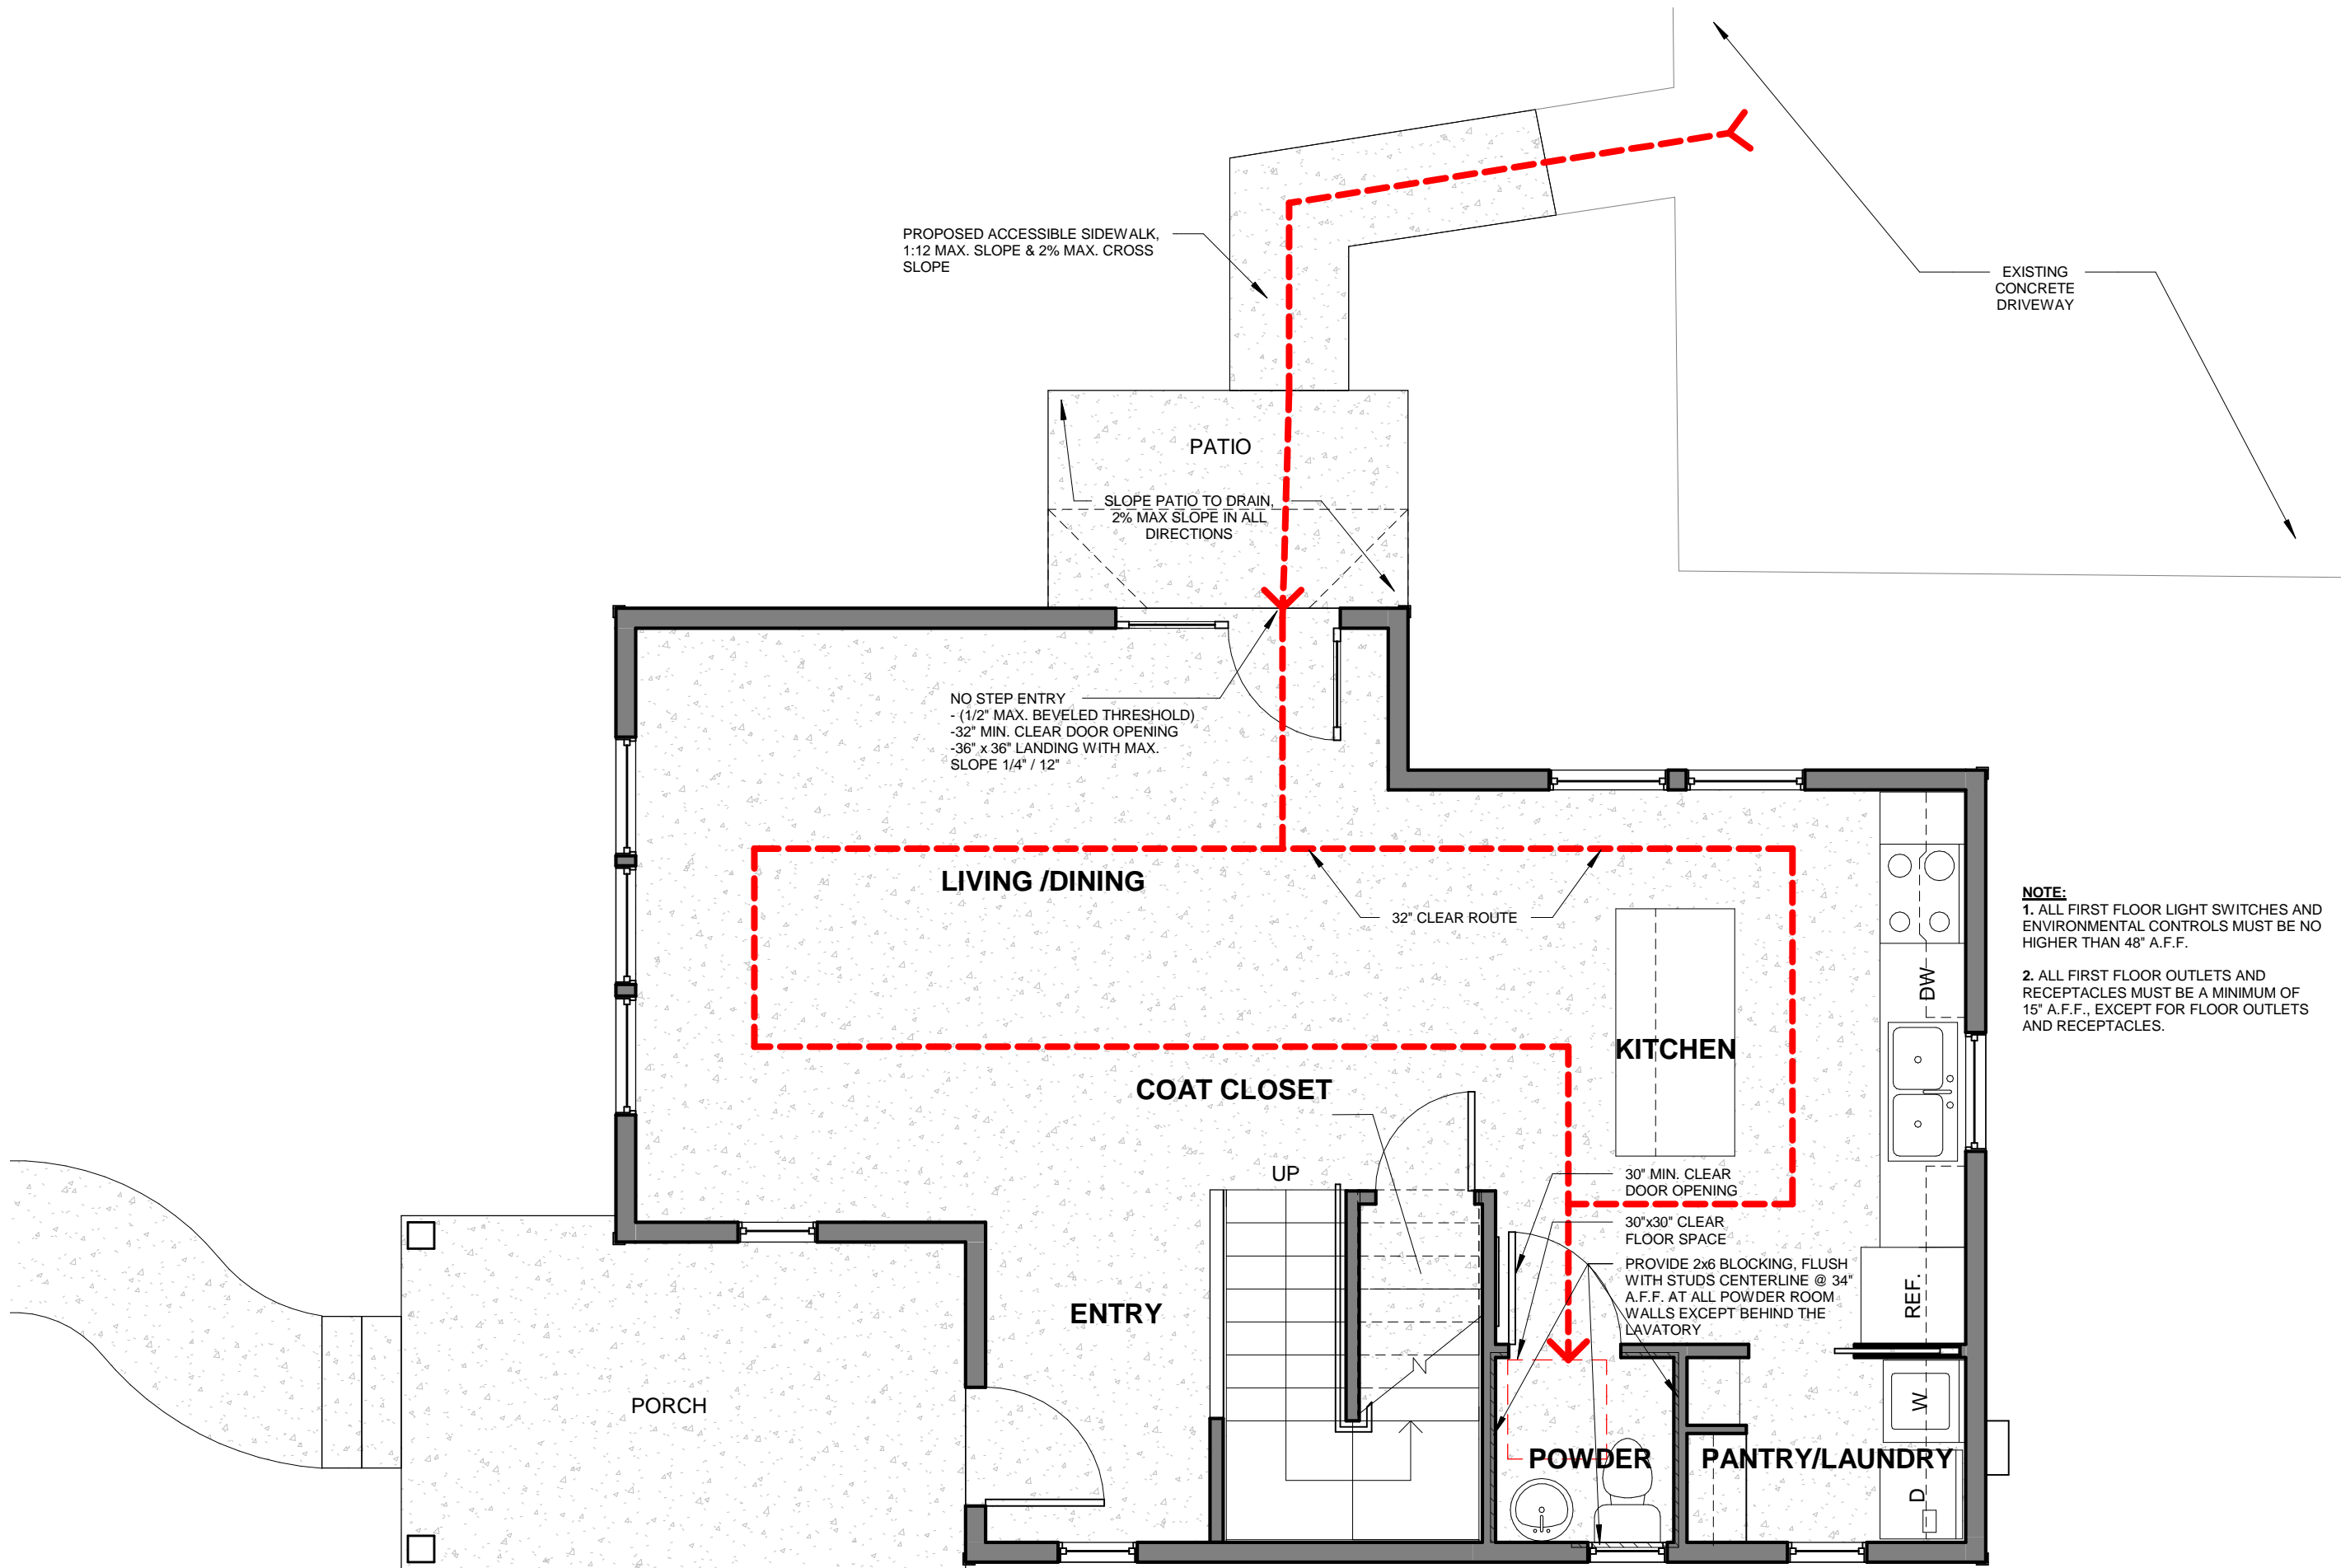 PROPOSED ACCESSIBLE SIDEWALK,
1:12 MAX. SLOPE & 2% MAX. CROSS
SLOPE
EXISTING
CONCRETE
DRIVEWAY
PATIO
SLOPE PATIO TO DRAIN,
2% MAX SLOPE IN ALL
DIRECTIONS
NO STEP ENTRY
- (1/2" MAX. BEVELED THRESHOLD)
-32" MIN. CLEAR DOOR OPENING
-36" x 36" LANDING WITH MAX.
SLOPE 1/4" / 12"
LIVING /DINING
32" CLEAR ROUTE
NOTE:
1. ALL FIRST FLOOR LIGHT SWITCHES AND
ENVIRONMENTAL CONTROLS MUST BE NO
HIGHER THAN 48" A.F.F.
2. ALL FIRST FLOOR OUTLETS AND
RECEPTACLES MUST BE A MINIMUM OF
15" A.F.F., EXCEPT FOR FLOOR OUTLETS
AND RECEPTACLES.
DW
KITCHEN
COAT CLOSET
UP
30" MIN. CLEAR
DOOR OPENING
30"x30" CLEAR
FLOOR SPACE
PROVIDE 2x6 BLOCKING, FLUSH
WITH STUDS CENTERLINE @ 34"
A.F.F. AT ALL POWDER ROOM
WALLS EXCEPT BEHIND THE
LAVATORY
REF.
ENTRY
PORCH
W
POWDER
PANTRY/LAUNDRY
D